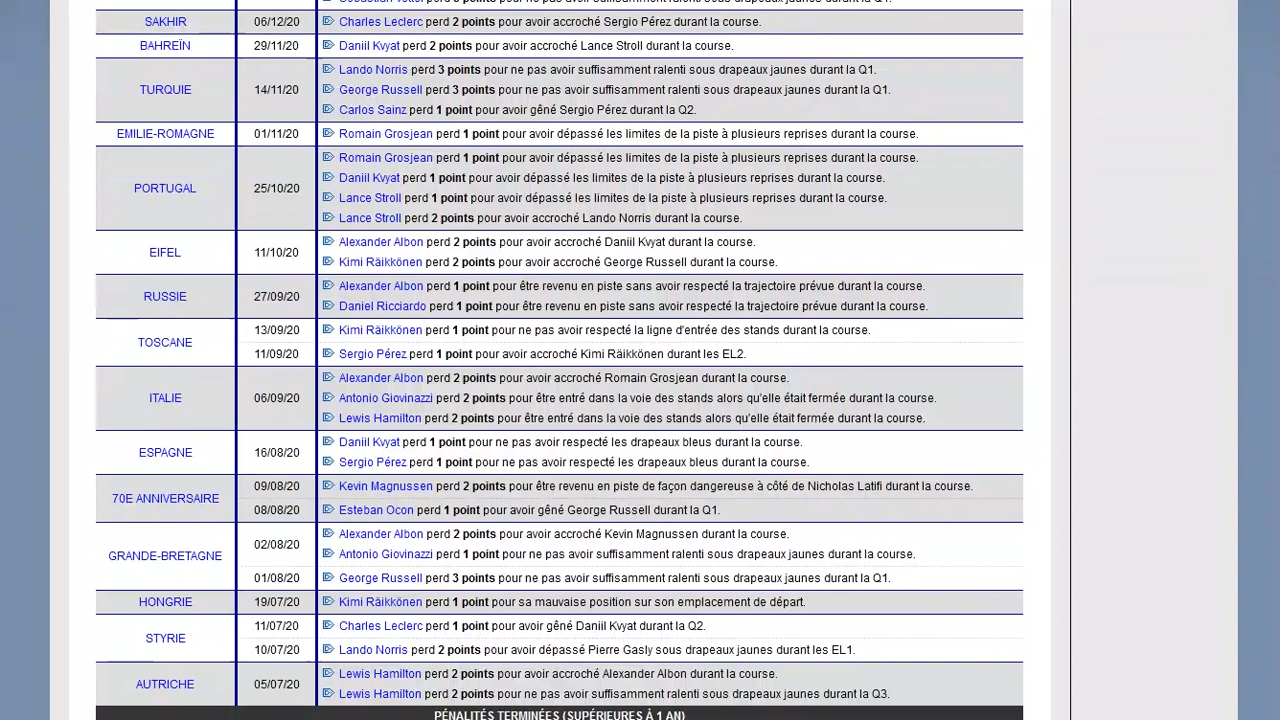 Sebastian Vettel perd 3 points pour ne pas avoir suffisamment ralenti sous drapeaux jaunes durant la Q1.
SAKHIR 06/12/20 Charles Leclerc perd 2 points pour avoir accroché Sergio Pérez durant la course.
BAHREÏN 29/11/20 Daniil Kvyat perd 2 points pour avoir accroché Lance Stroll durant la course.
Lando Norris perd 3 points pour ne pas avoir suffisamment ralenti sous drapeaux jaunes durant la Q1.
TURQUIE 14/11/20 George Russell perd 3 points pour ne pas avoir suffisamment ralenti sous drapeaux jaunes durant la Q1.
Carlos Sainz perd 1 point pour avoir gêné Sergio Pérez durant la Q2.
EMILIE-ROMAGNE 01/11/20 Romain Grosjean perd 1 point pour avoir dépassé les limites de la piste à plusieurs reprises durant la course.
Romain Grosjean perd 1 point pour avoir dépassé les limites de la piste à plusieurs reprises durant la course.
Daniil Kvyat perd 1 point pour avoir dépassé les limites de la piste à plusieurs reprises durant la course.
PORTUGAL 25/10/20
Lance Stroll perd 1 point pour avoir dépassé les limites de la piste à plusieurs reprises durant la course.
Lance Stroll perd 2 points pour avoir accroché Lando Norris durant la course.
Alexander Albon perd 2 points pour avoir accroché Daniil Kvyat durant la course.
EIFEL 11/10/20
Kimi Räikkönen perd 2 points pour avoir accroché George Russell durant la course.
Alexander Albon perd 1 point pour être revenu en piste sans avoir respecté la trajectoire prévue durant la course.
RUSSIE 27/09/20
Daniel Ricciardo perd 1 point pour être revenu en piste sans avoir respecté la trajectoire prévue durant la course.
13/09/20 Kimi Räikkönen perd 1 point pour ne pas avoir respecté la ligne d'entrée des stands durant la course.
TOSCANE
11/09/20 Sergio Pérez perd 1 point pour avoir accroché Kimi Räikkönen durant les EL2.
Alexander Albon perd 2 points pour avoir accroché Romain Grosjean durant la course.
ITALIE 06/09/20 Antonio Giovinazzi perd 2 points pour être entré dans la voie des stands alors qu'elle était fermée durant la course.
Lewis Hamilton perd 2 points pour être entré dans la voie des stands alors qu'elle était fermée durant la course.
Daniil Kvyat perd 1 point pour ne pas avoir respecté les drapeaux bleus durant la course.
ESPAGNE 16/08/20
Sergio Pérez perd 1 point pour ne pas avoir respecté les drapeaux bleus durant la course.
09/08/20 Kevin Magnussen perd 2 points pour être revenu en piste de façon dangereuse à côté de Nicholas Latifi durant la course.
70E ANNIVERSAIRE
08/08/20 Esteban Ocon perd 1 point pour avoir gêné George Russell durant la Q1.
Alexander Albon perd 2 points pour avoir accroché Kevin Magnussen durant la course.
02/08/20
Antonio Giovinazzi perd 1 point pour ne pas avoir suffisamment ralenti sous drapeaux jaunes durant la course.
GRANDE-BRETAGNE
01/08/20 George Russell perd 3 points pour ne pas avoir suffisamment ralenti sous drapeaux jaunes durant la Q1.
HONGRIE 19/07/20 Kimi Räikkönen perd 1 point pour sa mauvaise position sur son emplacement de départ.
11/07/20 Charles Leclerc perd 1 point pour avoir gêné Daniil Kvyat durant la Q2.
STYRIE
10/07/20 Lando Norris perd 2 points pour avoir dépassé Pierre Gasly sous drapeaux jaunes durant les EL1.
Lewis Hamilton perd 2 points pour avoir accroché Alexander Albon durant la course.
AUTRICHE 05/07/20
Lewis Hamilton perd 2 points pour ne pas avoir suffisamment ralenti sous drapeaux jaunes durant la Q3.
PÉNALITÉS TERMINÉES (SUPÉRIEURES À 1 AN)